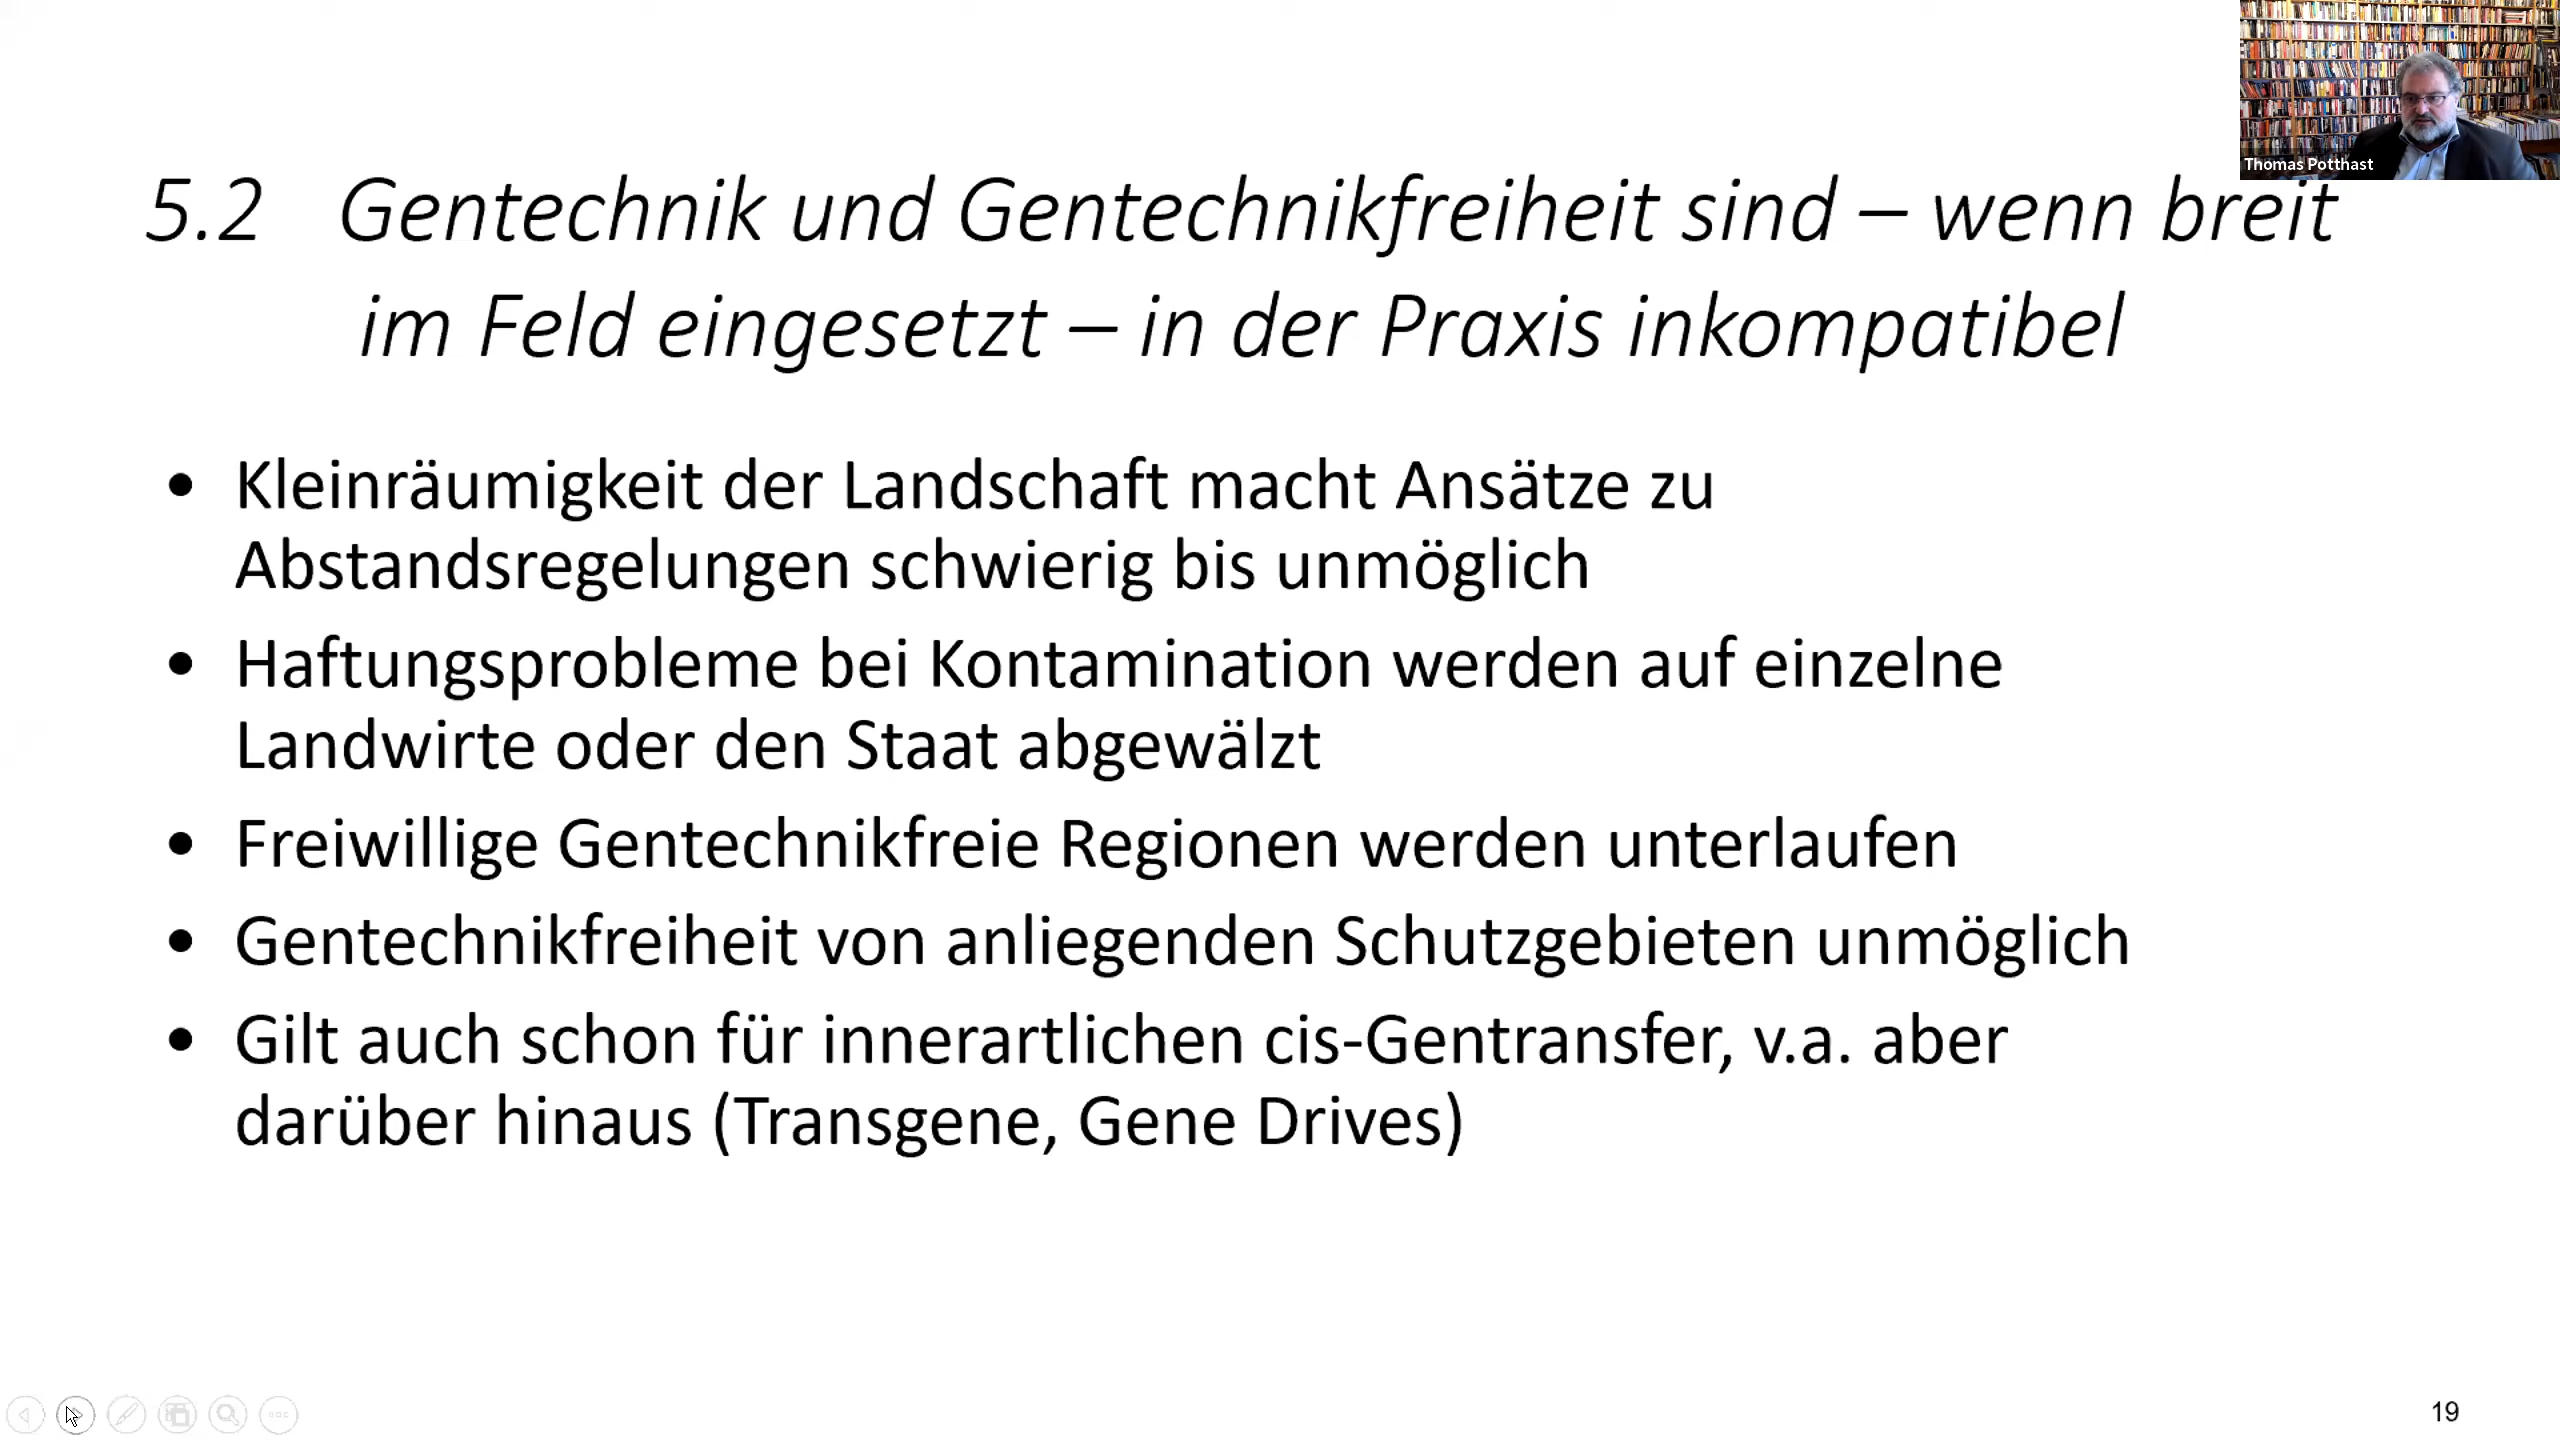 Thomas Potthast
5.2 Gentechnik und Gentechnikfreiheit sind – wenn breit
im Feld eingesetzt – in der Praxis inkompatibel
• Kleinräumigkeit der Landschaft macht Ansätze zu
Abstandsregelungen schwierig bis unmöglich
• Haftungsprobleme bei Kontamination werden auf einzelne
Landwirte oder den Staat abgewälzt
• Freiwillige Gentechnikfreie Regionen werden unterlaufen
• Gentechnikfreiheit von anliegenden Schutzgebieten unmöglich
• Gilt auch schon für innerartlichen cis-Gentransfer, v.a. aber
darüber hinaus (Transgene, Gene Drives)
19